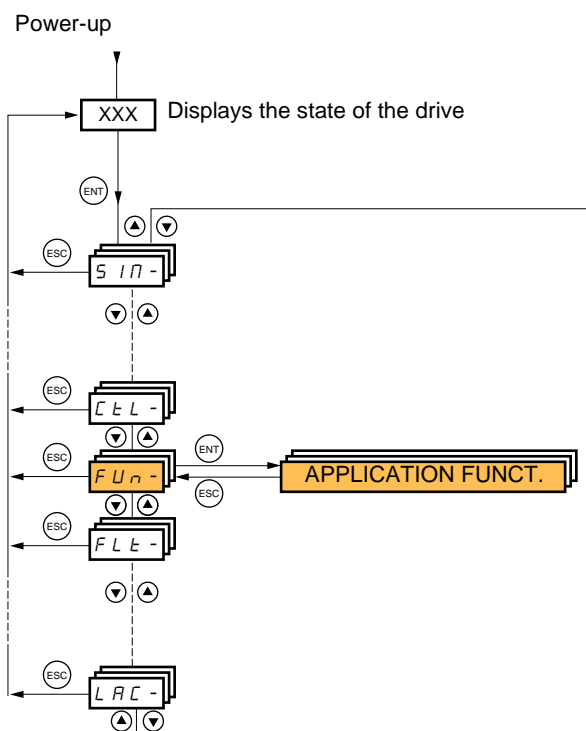 Power-up
XXX Displays the state of the drive
ENT
ESC
SIM-
ESC
CtL-
ESC
FUn-
ENT
APPLICATION FUNCT.
ESC
ESC
FLt-
ESC
LAC-